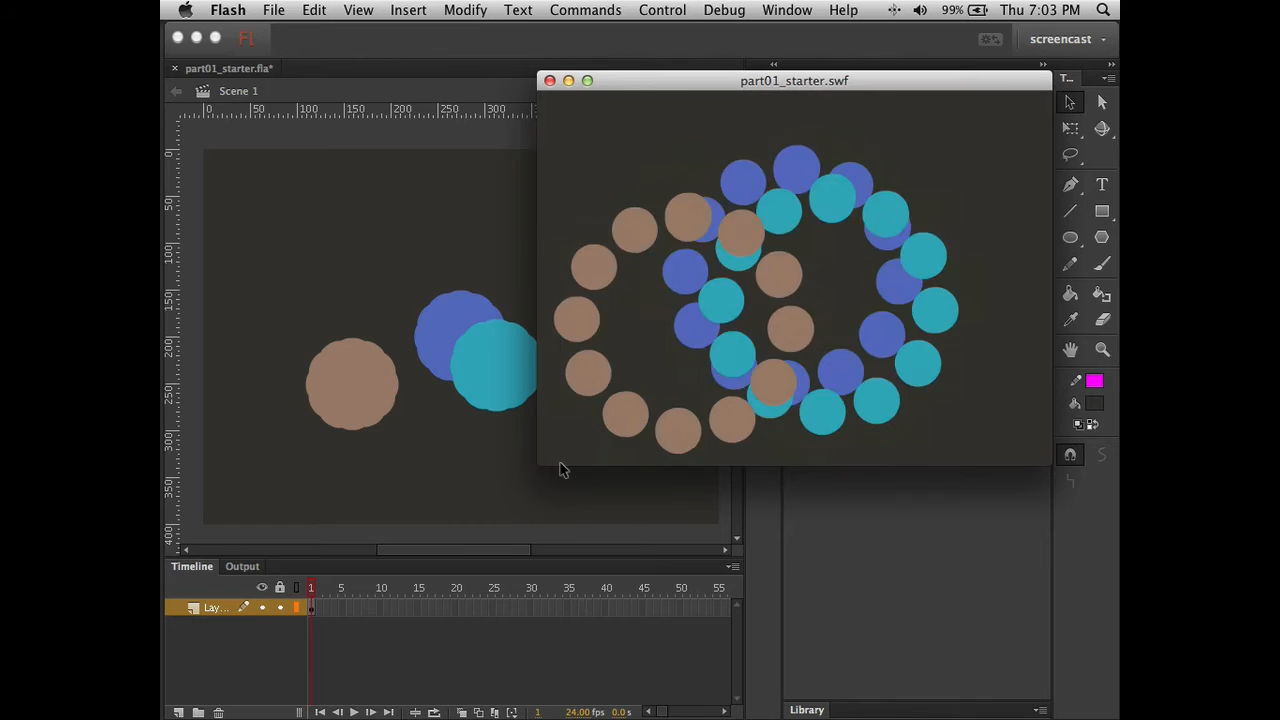 Flash File Edit View Insert Modify Text Commands Control Debug Window Help 99% Thu 7:03 PM
Fl screencast
part01_starter.fla*
part01_starter.swf
T...
Scene 1
0 50 100 150 200 250 300
0
50
100
150
200
250
300
350
400
Timeline Output
1 5 10 15 20 25 30 35 40 45 50 55
Lay...
1 24.00 fps 0.0 s
Library